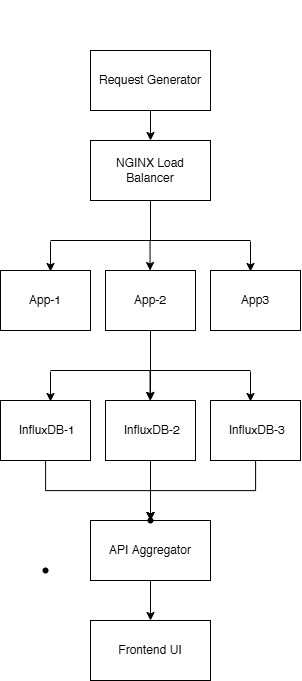 Request Generator
NGINX Load
Balancer
App-1
App-2
App3
InfluxDB-1
InfluxDB-2
InfluxDB-3
API Aggregator
Frontend UI